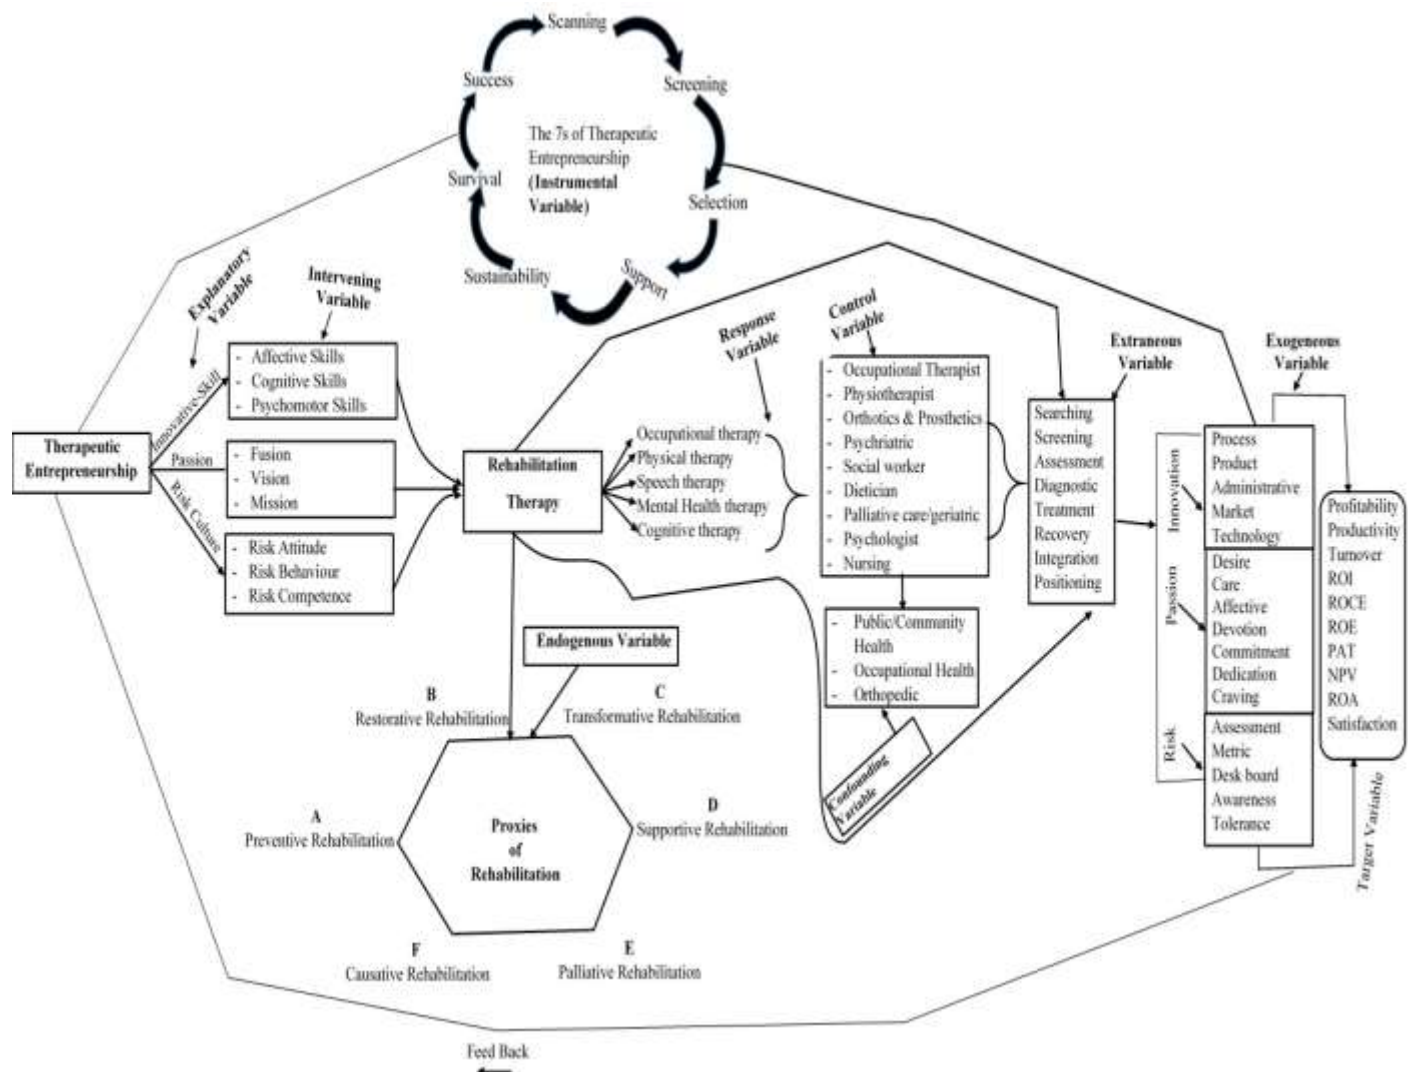 Scanning
Success
Screening
The 7s of Therapeutic
Entrepreneurship
(Instrumental
Variable)
Survival
Selection
Sustainability
Support
Explanatory
Variable
Intervening
Variable
Response
Variable
Control
Variable
Extraneous
Variable
Exogeneous
Variable
Therapeutic
Entrepreneurship
Innovative-Skill
Passion
Risk Culture
- Affective Skills
- Cognitive Skills
- Psychomotor Skills
- Fusion
- Vision
- Mission
- Risk Attitude
- Risk Behaviour
- Risk Competence
Rehabilitation
Therapy
Occupational therapy
Physical therapy
Speech therapy
Mental Health therapy
Cognitive therapy
- Occupational Therapist
- Physiotherapist
- Orthotics & Prosthetics
- Psychriatric
- Social worker
- Dietician
- Palliative care/geriatric
- Psychologist
- Nursing
- Public/Community
Health
- Occupational Health
- Orthopedic
Confounding
Variable
Searching
Screening
Assessment
Diagnostic
Treatment
Recovery
Integration
Positioning
Innovation
Passion
Risk
Process
Product
Administrative
Market
Technology
Desire
Care
Affective
Devotion
Commitment
Dedication
Craving
Assessment
Metric
Desk board
Awareness
Tolerance
Profitability
Productivity
Turnover
ROI
ROCE
ROE
PAT
NPV
ROA
Satisfaction
Targer Variable
Endogenous Variable
B
Restorative Rehabilitation
C
Transformative Rehabilitation
A
Preventive Rehabilitation
Proxies
of
Rehabilitation
D
Supportive Rehabilitation
F
Causative Rehabilitation
E
Palliative Rehabilitation
Feed Back